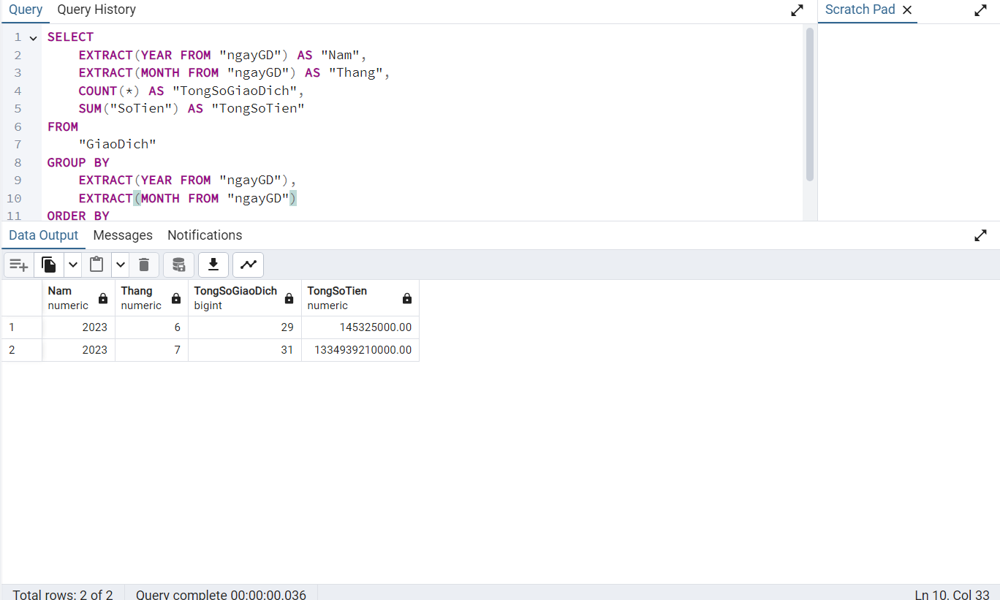 Query Query History
Scratch Pad
1 SELECT
2 EXTRACT(YEAR FROM "ngayGD") AS "Nam",
3 EXTRACT(MONTH FROM "ngayGD") AS "Thang",
4 COUNT(*) AS "TongSoGiaoDich",
5 SUM("SoTien") AS "TongSoTien"
6 FROM
7 "GiaoDich"
8 GROUP BY
9 EXTRACT(YEAR FROM "ngayGD"),
10 EXTRACT(MONTH FROM "ngayGD")
11 ORDER BY
Data Output Messages Notifications
Nam Thang TongSoGiaoDich TongSoTien
numeric numeric bigint numeric
1 2023 6 29 145325000.00
2 2023 7 31 1334939210000.00
Total rows: 2 of 2 Query complete 00:00:00.036 Ln 10, Col 33